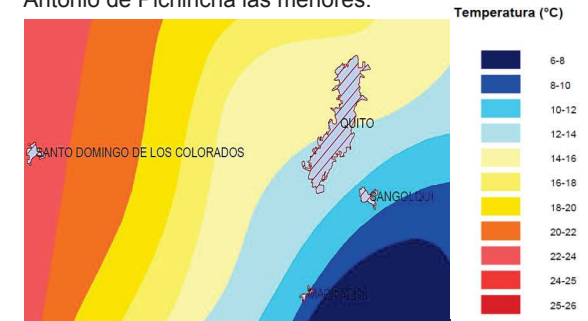 Antonio de Pichincha las menores.
Temperatura (°C)
6-8
8-10
10-12
12-14
14-16
16-18
18-20
20-22
22-24
24-25
25-26
QUITO
SANTO DOMINGO DE LOS COLORADOS
SANGOLQUI
MACHACHI